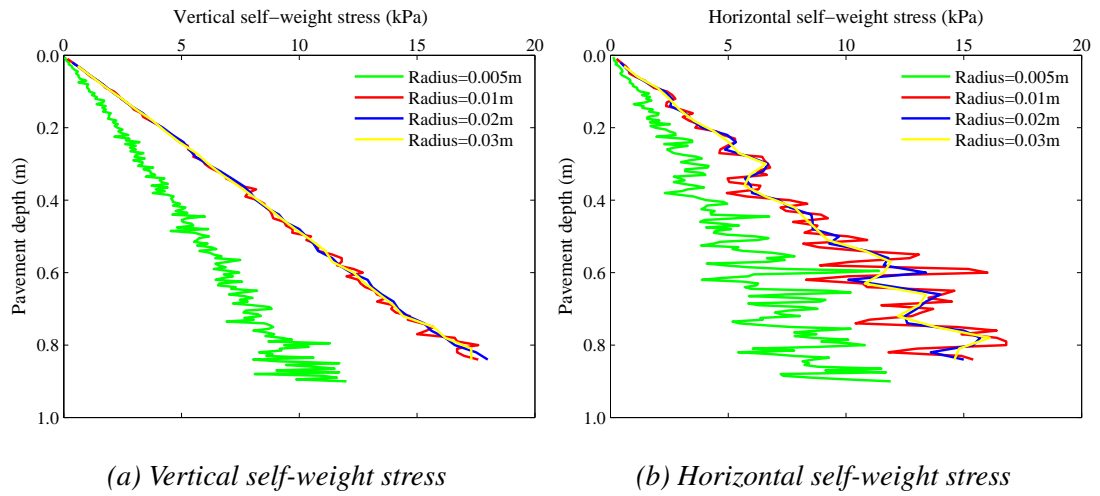 Vertical self−weight stress (kPa)
0 5 10 15 20
0.0
0.2
0.4
0.6
0.8
1.0
Pavement depth (m)
Radius=0.005m
Radius=0.01m
Radius=0.02m
Radius=0.03m
(a) Vertical self-weight stress
Horizontal self−weight stress (kPa)
0 5 10 15 20
0.0
0.2
0.4
0.6
0.8
1.0
Pavement depth (m)
Radius=0.005m
Radius=0.01m
Radius=0.02m
Radius=0.03m
(b) Horizontal self-weight stress